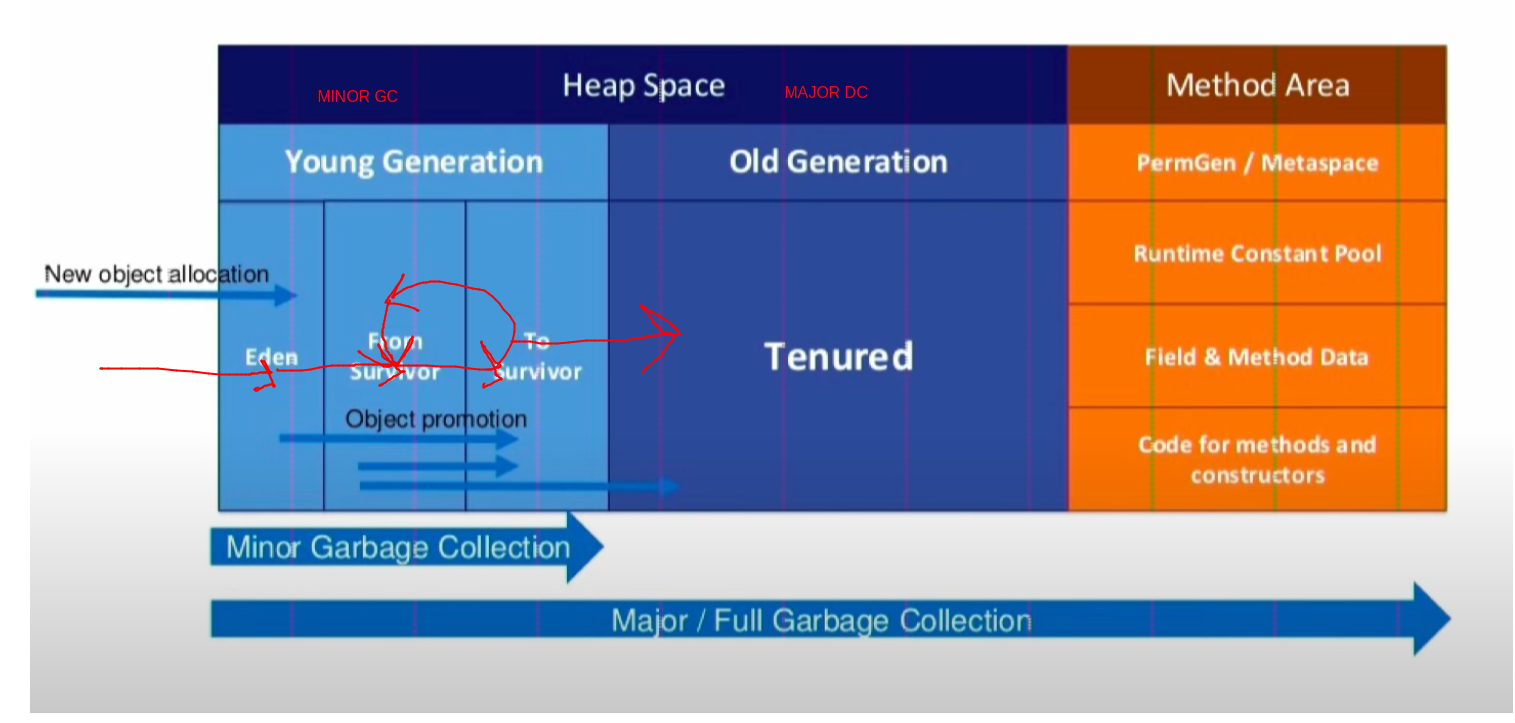 Heap Space
Method Area
MINOR GC
MAJOR DC
Young Generation
Old Generation
PermGen / Metaspace
Runtime Constant Pool
New object allocation
Eden
From
Survivor
To
Survivor
Tenured
Field & Method Data
Object promotion
Code for methods and
constructors
Minor Garbage Collection
Major / Full Garbage Collection